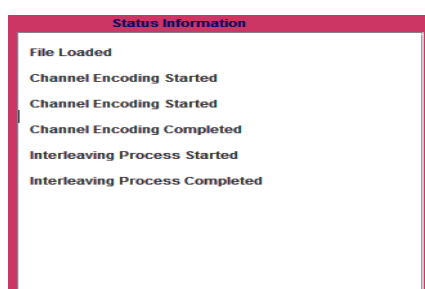 Status Information
File Loaded
Channel Encoding Started
Channel Encoding Started
Channel Encoding Completed
Interleaving Process Started
Interleaving Process Completed